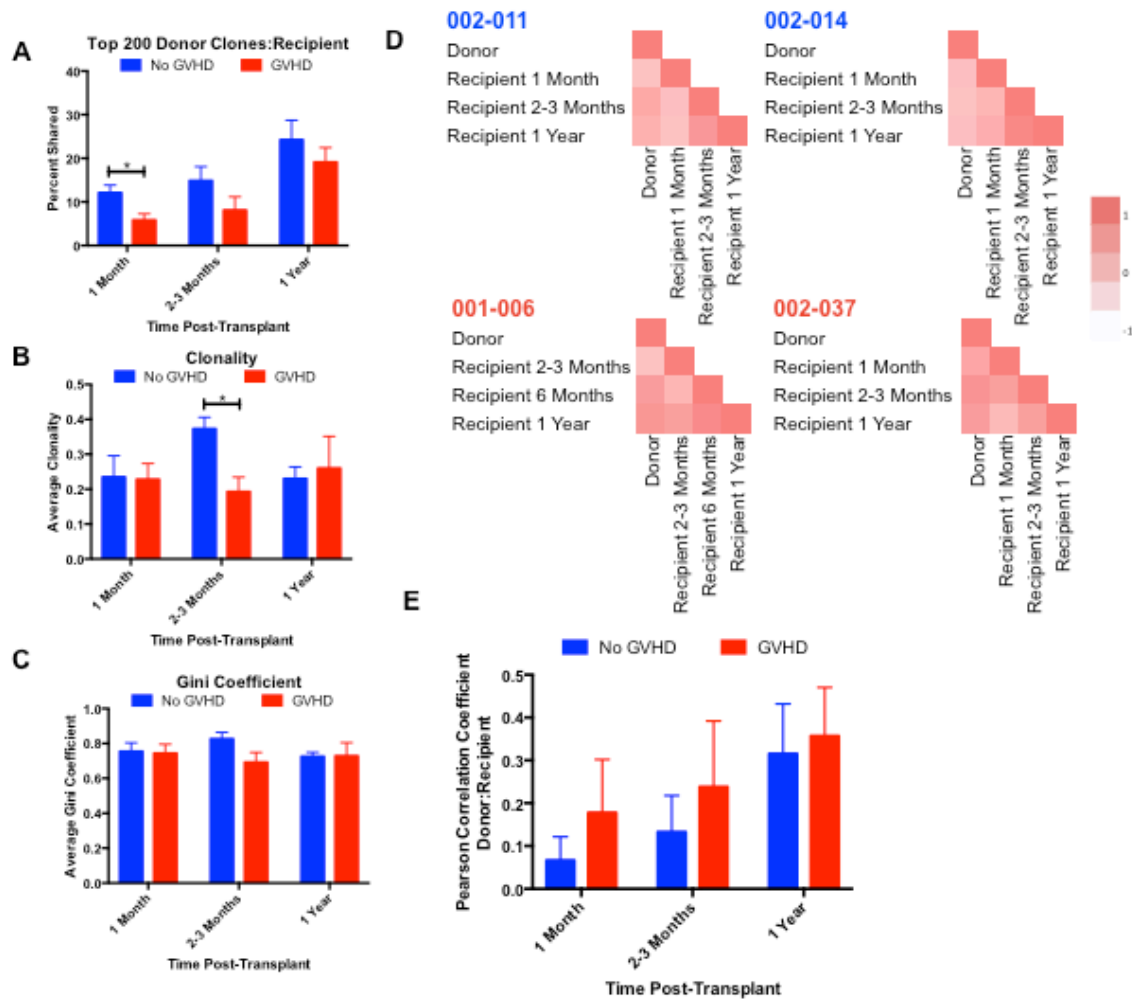 A
Top 200 Donor Clones:Recipient
No GVHD
GVHD
Percent Shared
40
30
20
10
0
1 Month
2-3 Months
1 Year
Time Post-Transplant
B
Clonality
No GVHD
GVHD
Average Clonality
0.5
0.4
0.3
0.2
0.1
0.0
*
*
1 Month
2-3 Months
1 Year
Time Post-Transplant
C
Gini Coefficient
No GVHD
GVHD
Average Gini Coefficient
1.0
0.8
0.6
0.4
0.2
0.0
1 Month
2-3 Months
1 Year
Time Post-Transplant
D
002-011
Donor
Recipient 1 Month
Recipient 2-3 Months
Recipient 1 Year
Donor
Recipient 1 Month
Recipient 2-3 Months
Recipient 1 Year
002-014
Donor
Recipient 1 Month
Recipient 2-3 Months
Recipient 1 Year
Donor
Recipient 1 Month
Recipient 2-3 Months
Recipient 1 Year
1
0
-1
001-006
Donor
Recipient 2-3 Months
Recipient 6 Months
Recipient 1 Year
Donor
Recipient 2-3 Months
Recipient 6 Months
Recipient 1 Year
002-037
Donor
Recipient 1 Month
Recipient 2-3 Months
Recipient 1 Year
Donor
Recipient 1 Month
Recipient 2-3 Months
Recipient 1 Year
E
No GVHD
GVHD
Pearson Correlation Coefficient
Donor:Recipient
0.5
0.4
0.3
0.2
0.1
0.0
1 Month
2-3 Months
1 Year
Time Post-Transplant